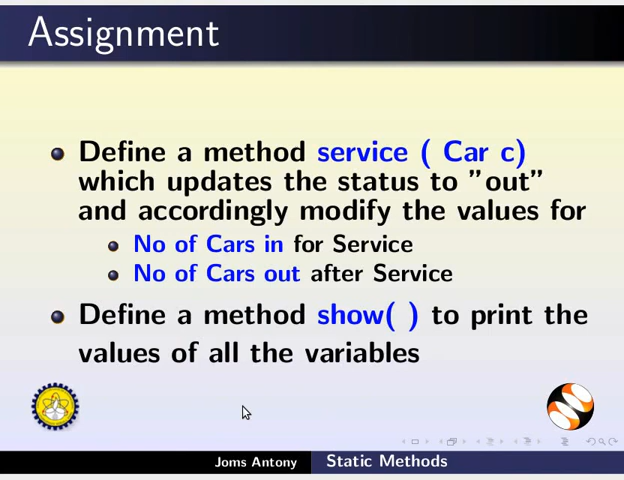 Assignment
Define a method service ( Car c)
which updates the status to ”out”
and accordingly modify the values for
No of Cars in for Service
No of Cars out after Service
Define a method show( ) to print the
values of all the variables
Joms Antony Static Methods